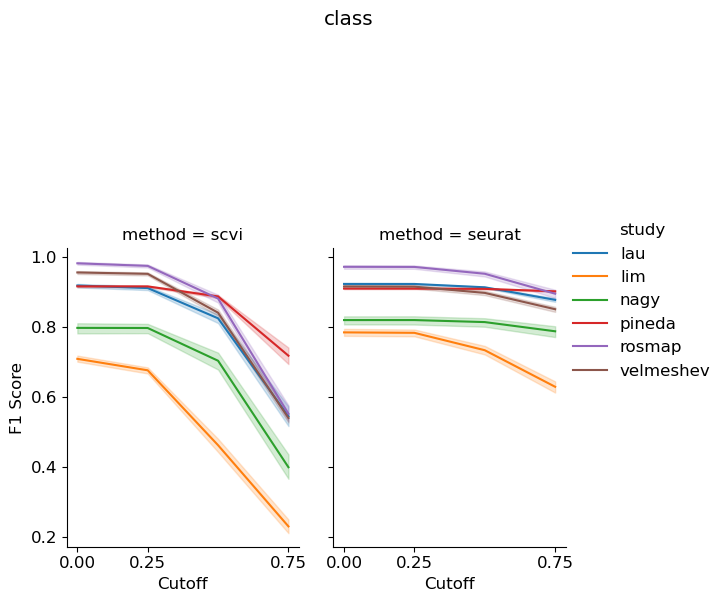 class
method = scvi
method = seurat
study
lau
lim
nagy
pineda
rosmap
velmeshev
F1 Score
1.0
0.8
0.6
0.4
0.2
0.00
0.25
0.75
0.00
0.25
0.75
Cutoff
Cutoff